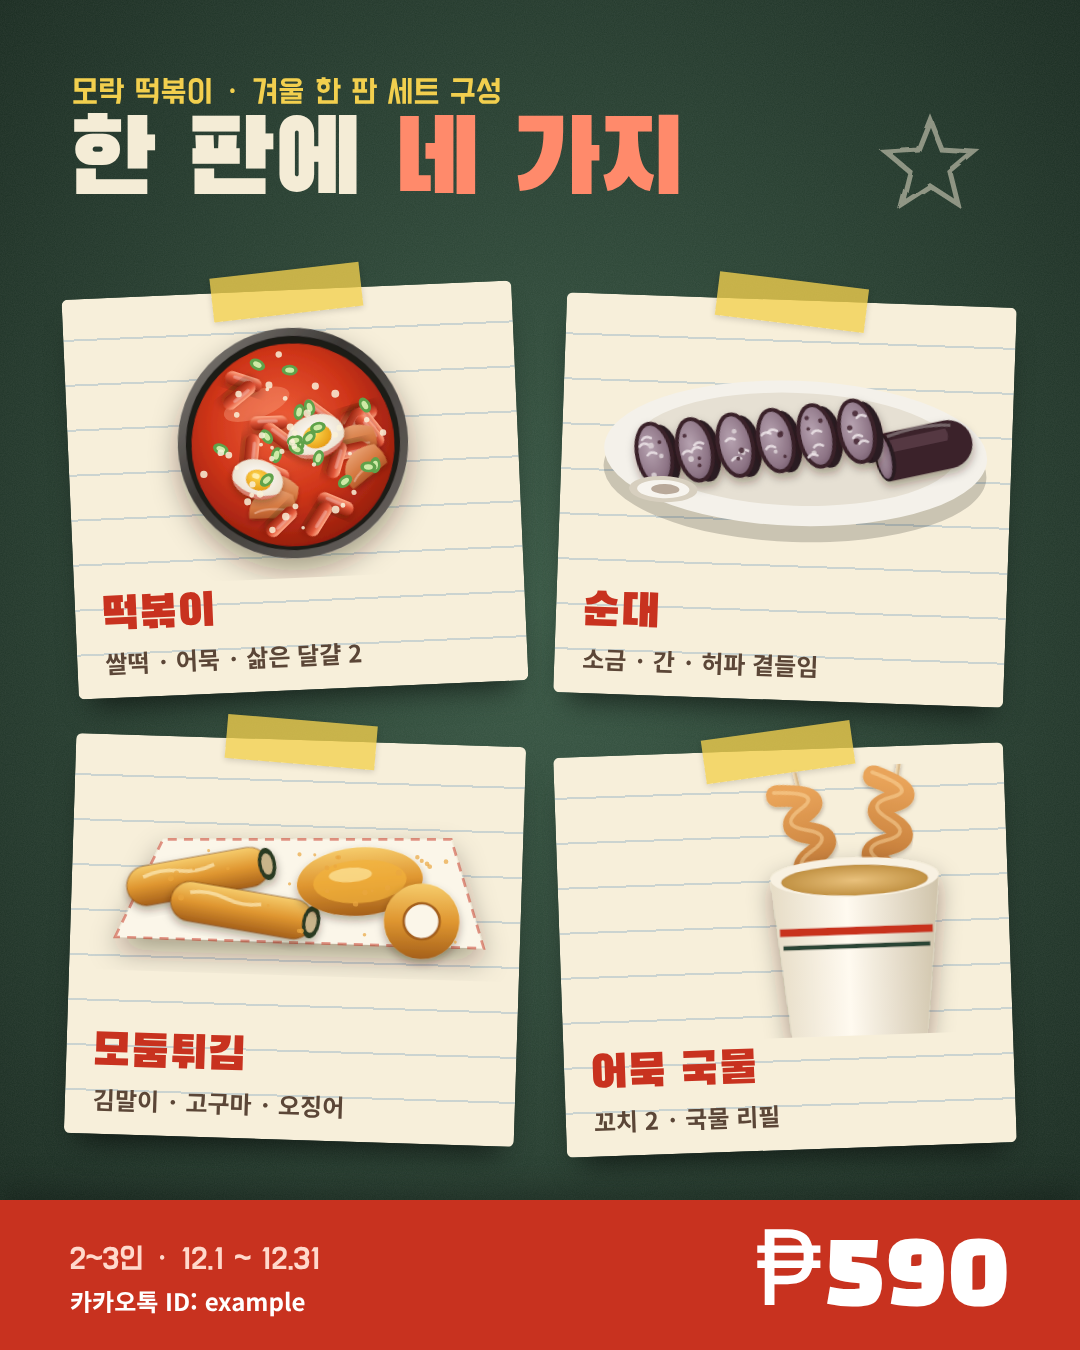 모락 떡볶이 · 겨울 한 판 세트 구성
한 판에 네 가지
떡볶이
쌀떡 · 어묵 · 삶은 달걀 2
순대
소금 · 간 · 허파 곁들임
모둠튀김
김말이 · 고구마 · 오징어
어묵 국물
꼬치 2 · 국물 리필
2~3인 · 12.1 ~ 12.31
카카오톡 ID: example
₱590